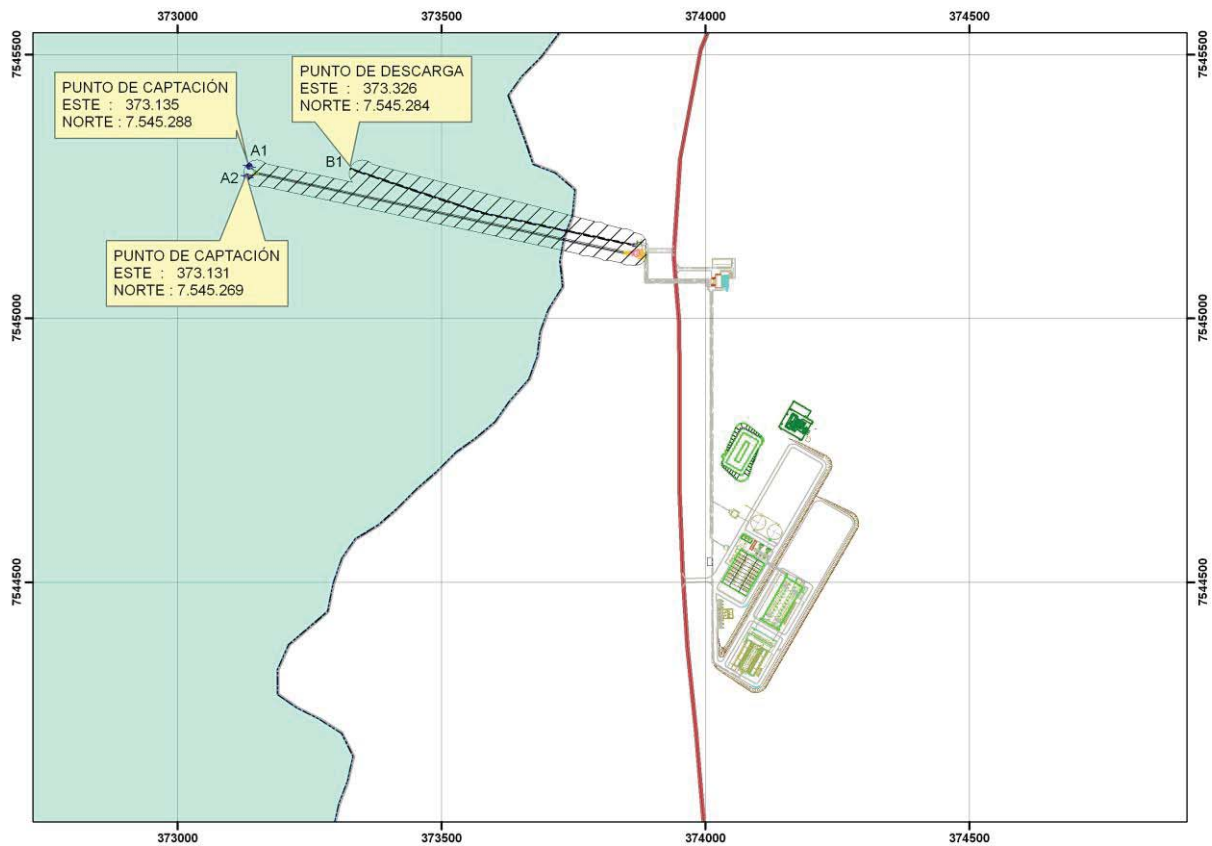 373000
373500
374000
374500
7545500
7545500
PUNTO DE CAPTACIÓN
ESTE : 373.135
NORTE : 7.545.288
PUNTO DE DESCARGA
ESTE : 373.326
NORTE : 7.545.284
A1
B1
A2
PUNTO DE CAPTACIÓN
ESTE : 373.131
NORTE : 7.545.269
7545000
7545000
7544500
7544500
373000
373500
374000
374500